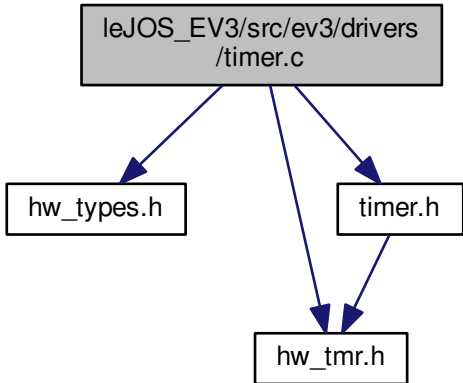 leJOS_EV3/src/ev3/drivers
/timer.c
hw_types.h
timer.h
hw_tmr.h